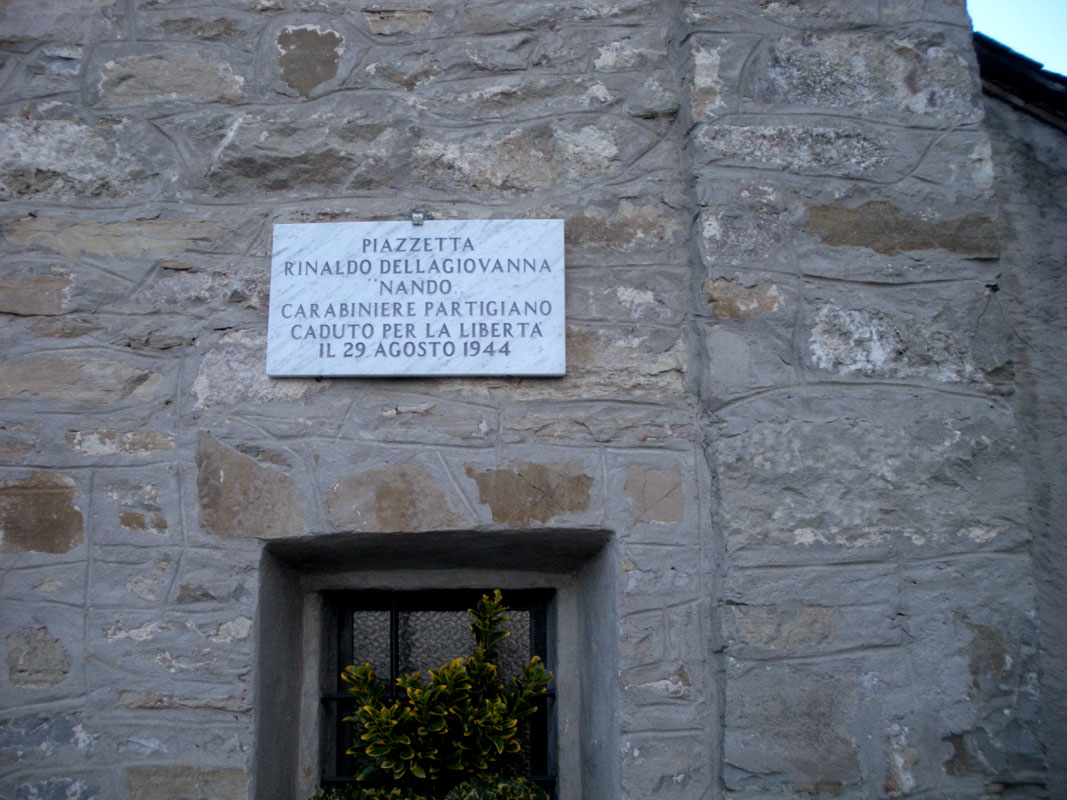 PIAZZETTA
RINALDO DELLAGIOVANNA
"NANDO"
CARABINIERE PARTIGIANO
CADUTO PER LA LIBERTÀ
IL 29 AGOSTO 1944